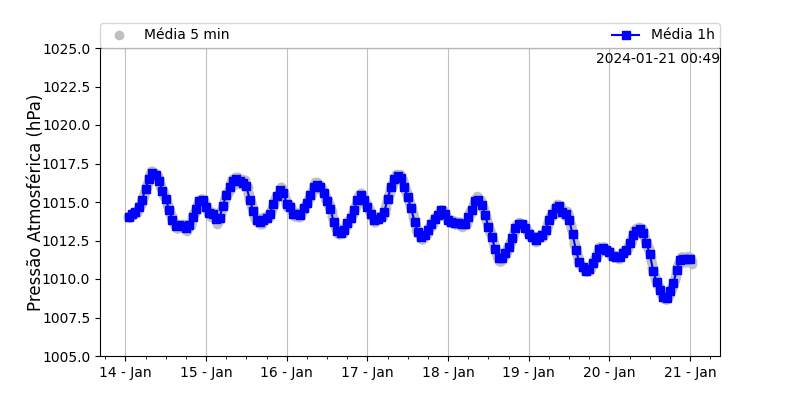 Média 5 min
Média 1h
2024-01-21 00:49
Pressão Atmosférica (hPa)
1025.0
1022.5
1020.0
1017.5
1015.0
1012.5
1010.0
1007.5
1005.0
14 - Jan
15 - Jan
16 - Jan
17 - Jan
18 - Jan
19 - Jan
20 - Jan
21 - Jan